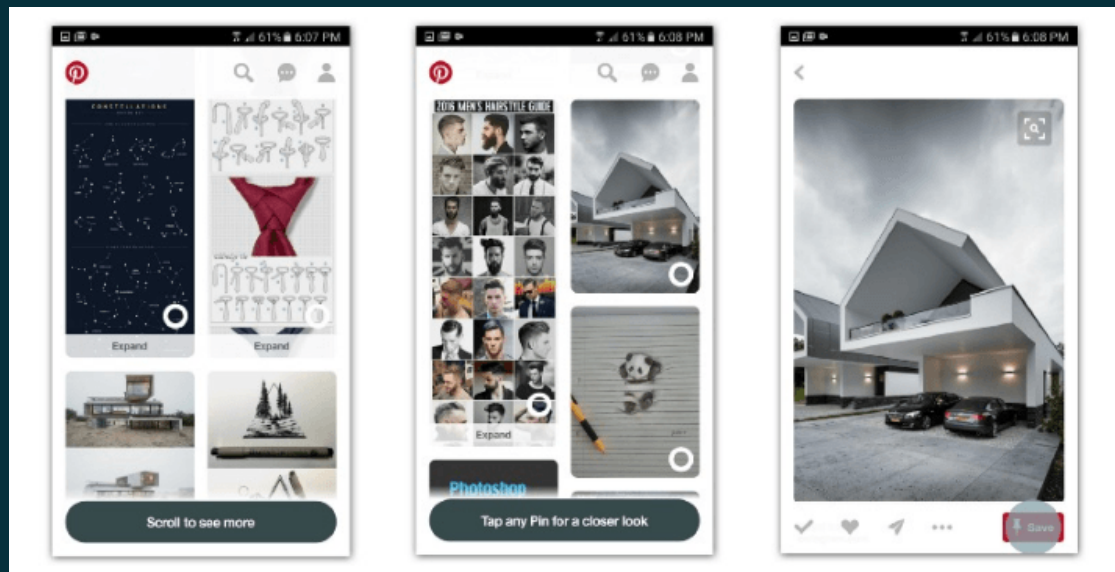 61% 6:07 PM
CONSTELLATIONS
Expand
Expand
Scroll to see more
61% 6:08 PM
2016 MEN'S HAIRSTYLE GUIDE
Expand
Photoshop
Tap any Pin for a closer look
61% 6:08 PM
Save